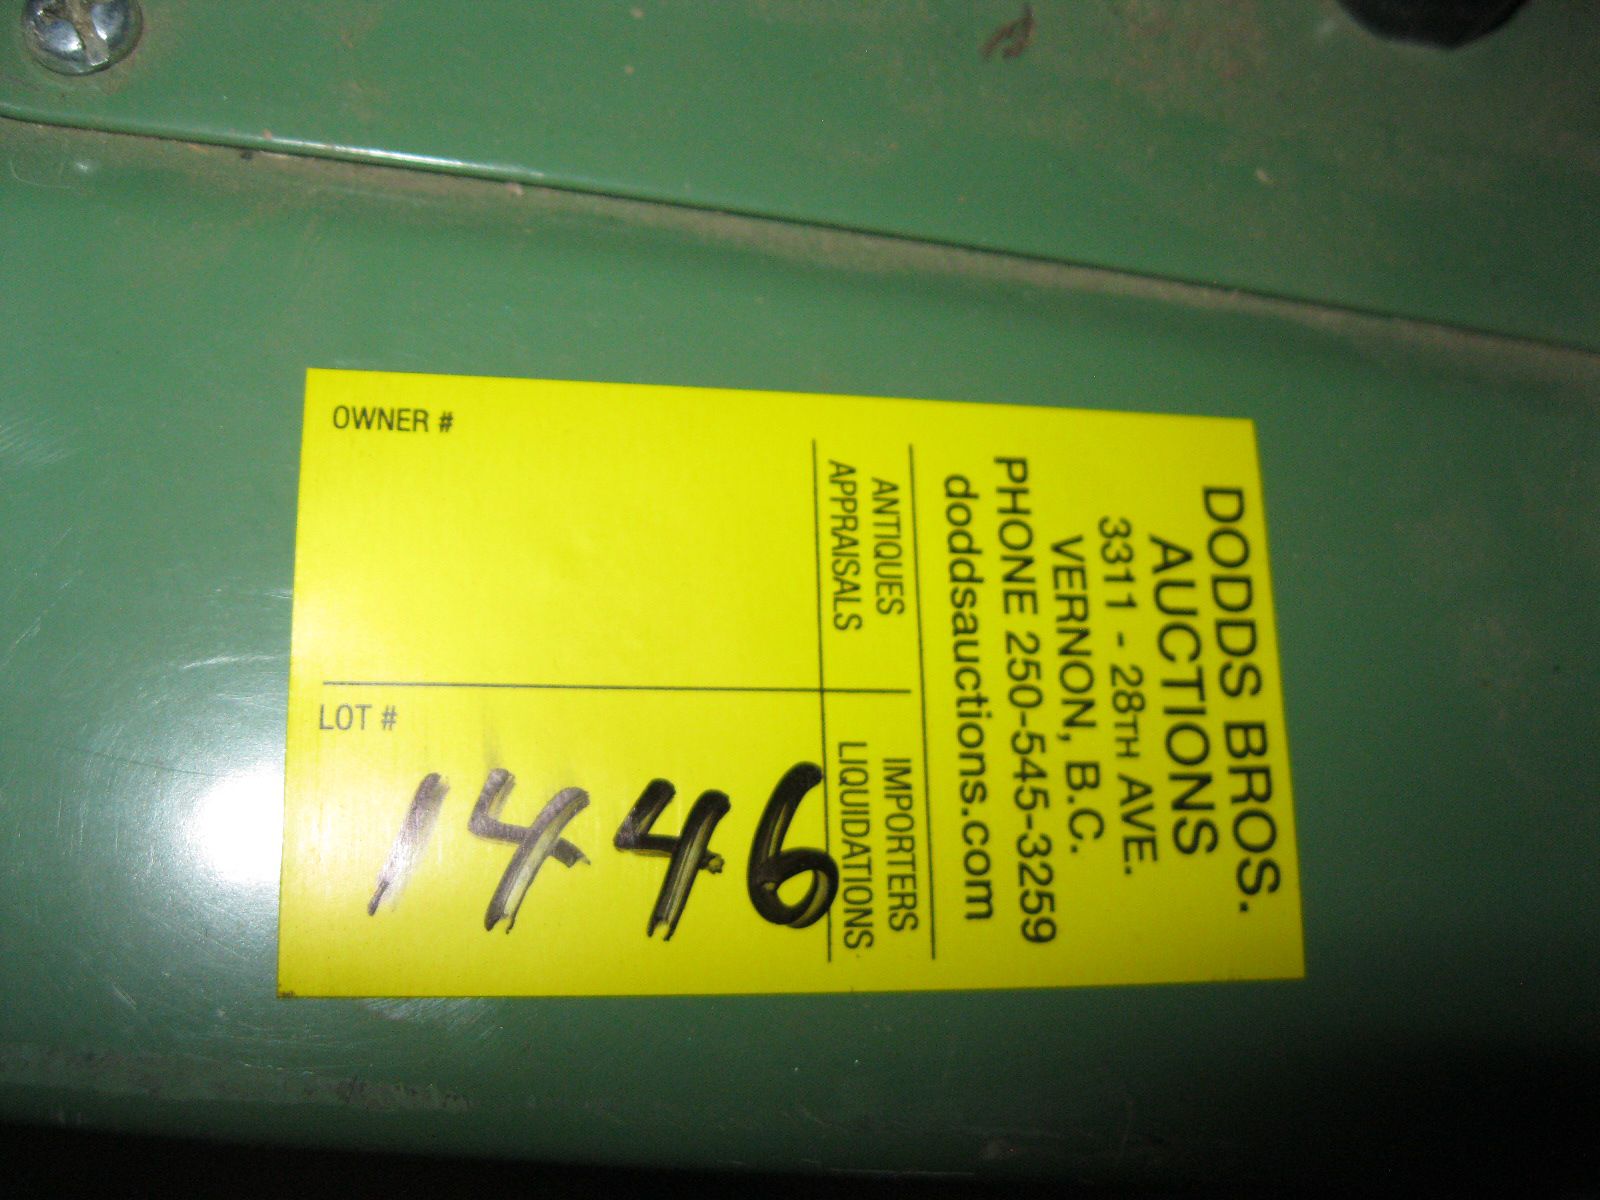 DODDS BROS.
AUCTIONS
3311 - 28TH AVE.
VERNON, B.C.
PHONE 250-545-3259
doddsauctions.com
ANTIQUES
APPRAISALS
IMPORTERS
LIQUIDATIONS
OWNER #
LOT #
1446